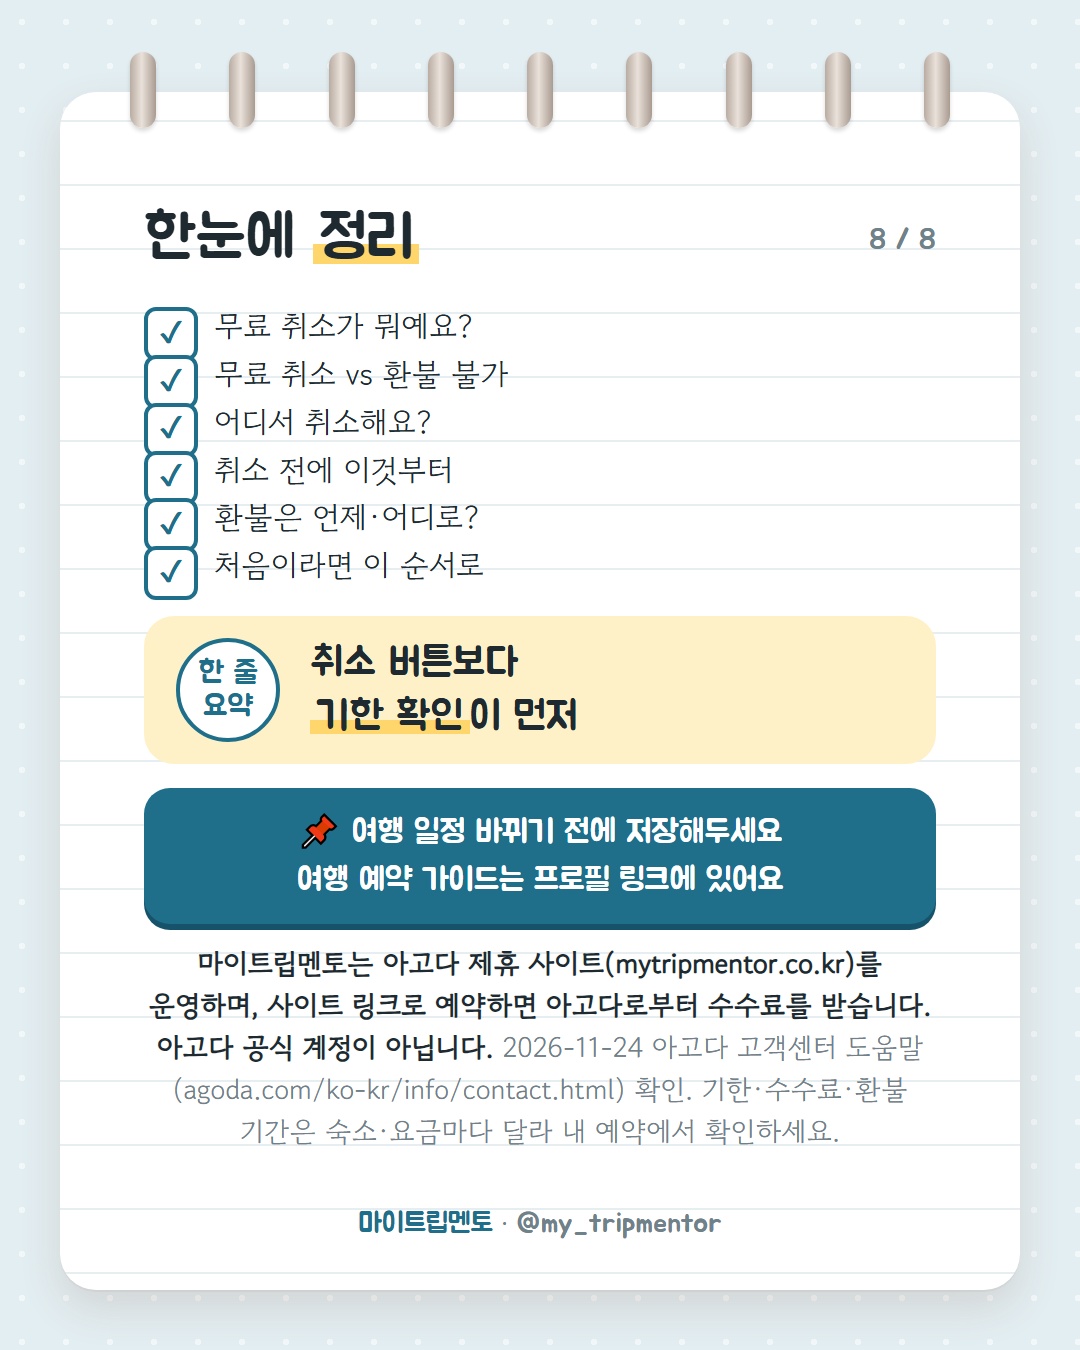 한눈에 정리
8 / 8
✓ 무료 취소가 뭐예요?
✓ 무료 취소 vs 환불 불가
✓ 어디서 취소해요?
✓ 취소 전에 이것부터
✓ 환불은 언제·어디로?
✓ 처음이라면 이 순서로
한 줄
요약
취소 버튼보다
기한 확인이 먼저
📌 여행 일정 바뀌기 전에 저장해두세요
여행 예약 가이드는 프로필 링크에 있어요
마이트립멘토는 아고다 제휴 사이트(mytripmentor.co.kr)를
운영하며, 사이트 링크로 예약하면 아고다로부터 수수료를 받습니다.
아고다 공식 계정이 아닙니다. 2026-11-24 아고다 고객센터 도움말
(agoda.com/ko-kr/info/contact.html) 확인. 기한·수수료·환불
기간은 숙소·요금마다 달라 내 예약에서 확인하세요.
마이트립멘토 · @my_tripmentor